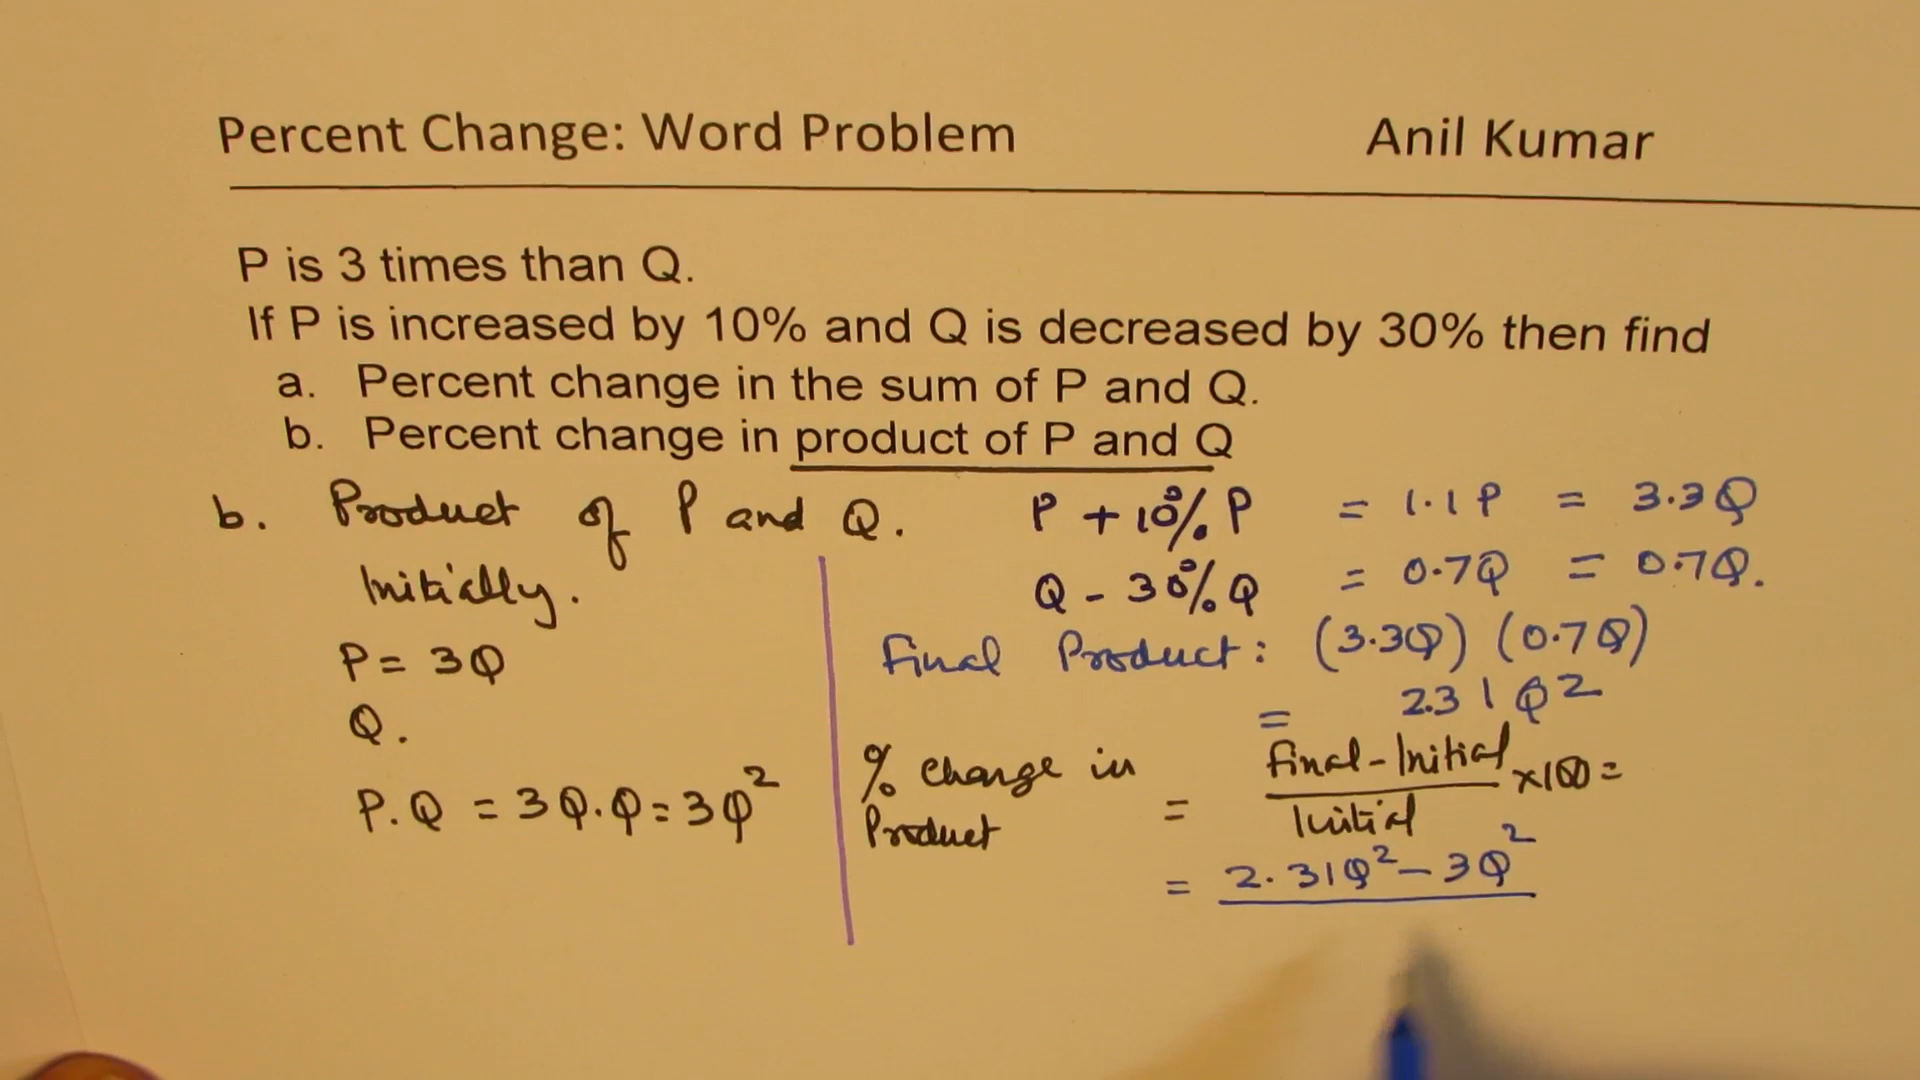 Percent Change: Word Problem Anil Kumar
P is 3 times than Q.
If P is increased by 10% and Q is decreased by 30% then find
a. Percent change in the sum of P and Q.
b. Percent change in product of P and Q
b. Product of P and Q.
Initially.
P = 3Q
Q.
P.Q = 3Q.Q = 3Q²
P + 10% P = 1.1P = 3.3Q
Q - 30% Q = 0.7Q = 0.7Q.
Final Product: (3.3Q) (0.7Q)
= 2.31Q2
% change in Product = Final - Initial / Initial ×100 =
= 2.31Q² - 3Q²